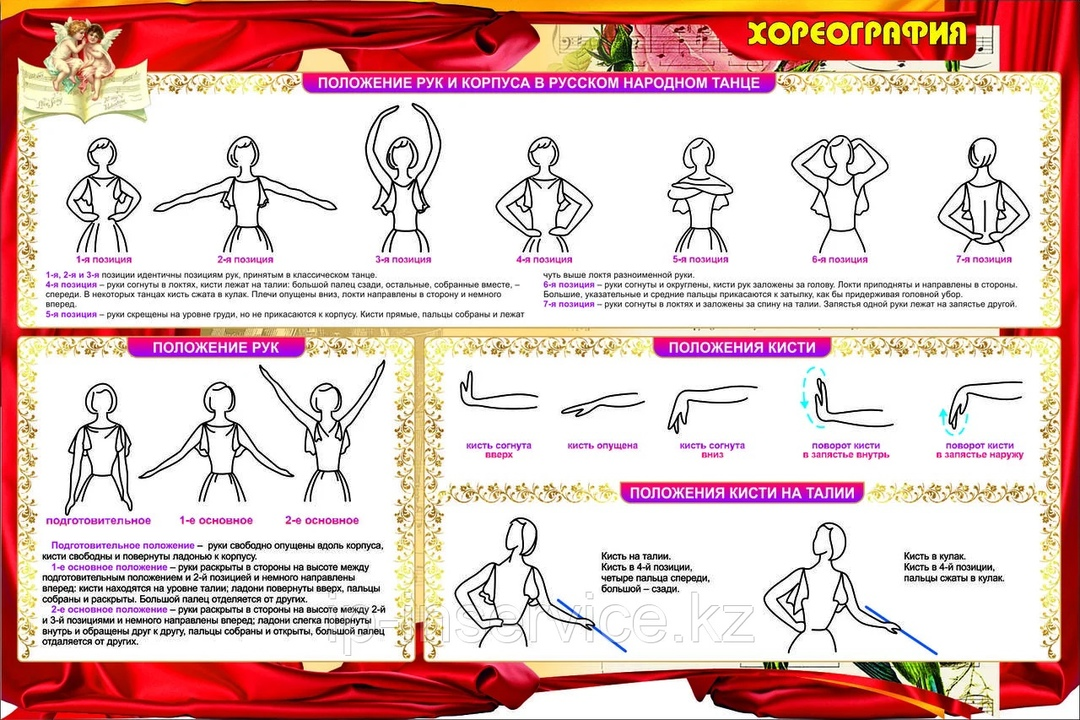 ХОРЕОГРАФИЯ
ПОЛОЖЕНИЕ РУК И КОРПУСА В РУССКОМ НАРОДНОМ ТАНЦЕ
1-я позиция
2-я позиция
3-я позиция
4-я позиция
5-я позиция
6-я позиция
7-я позиция
1-я, 2-я и 3-я позиции идентичны позициям рук, принятым в классическом танце.
4-я позиция – руки согнуты в локтях, кисти лежат на талии: большой палец сзади, остальные, собранные вместе, –
спереди. В некоторых танцах кисть сжата в кулак. Плечи опущены вниз, локти направлены в сторону и немного
вперед.
5-я позиция – руки скрещены на уровне груди, но не прикасаются к корпусу. Кисти прямые, пальцы собраны и лежат
чуть выше локтя разноименной руки.
6-я позиция – руки согнуты и округлены, кисти рук заложены за голову. Локти приподняты и направлены в стороны.
Большие, указательные и средние пальцы прикасаются к затылку, как бы придерживая головной убор.
7-я позиция – руки согнуты в локтях и заложены за спину на талии. Запястья одной руки лежат на запястье другой.
ПОЛОЖЕНИЕ РУК
подготовительное
1-е основное
2-е основное
Подготовительное положение – руки свободно опущены вдоль корпуса,
кисти свободны и повернуты ладонью к корпусу.
1-е основное положение – руки раскрыты в стороны на высоте между
подготовительным положением и 2-й позицией и немного направлены
вперед: кисти находятся на уровне талии; ладони повернуты вверх, пальцы
собраны и раскрыты. Большой палец отделяется от других.
2-е основное положение – руки раскрыты в стороны на высоте между 2-й
и 3-й позициями и немного направлены вперед; ладони слегка повернуты
внутрь и обращены друг к другу, пальцы собраны и открыты, большой палец
отдаляется от других.
ПОЛОЖЕНИЯ КИСТИ
кисть согнута
вверх
кисть опущена
кисть согнута
вниз
поворот кисти
в запястье внутрь
поворот кисти
в запястье наружу
ПОЛОЖЕНИЯ КИСТИ НА ТАЛИИ
Кисть на талии.
Кисть в 4-й позиции,
четыре пальца спереди,
большой – сзади.
Кисть в кулак.
Кисть в 4-й позиции,
пальцы сжаты в кулак.